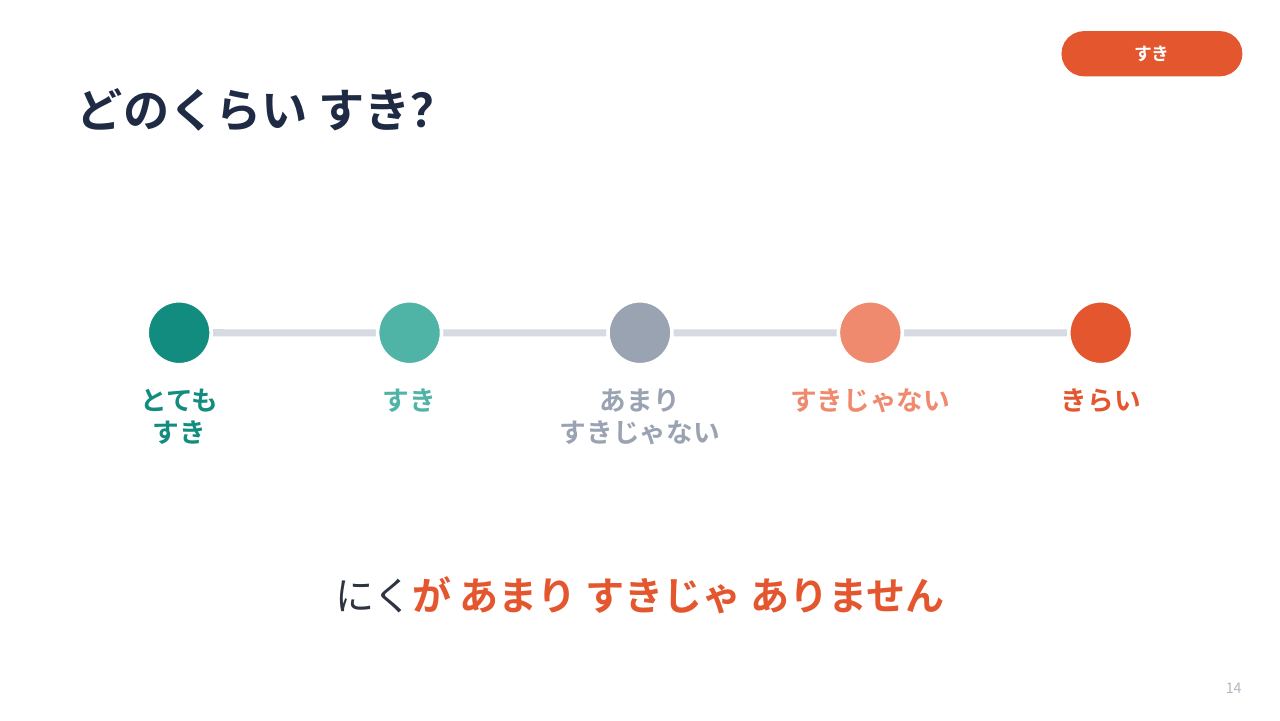 すき
どのくらい すき？
とても
すき
すき
あまり
すきじゃない
すきじゃない
きらい
にくが あまり すきじゃ ありません
14